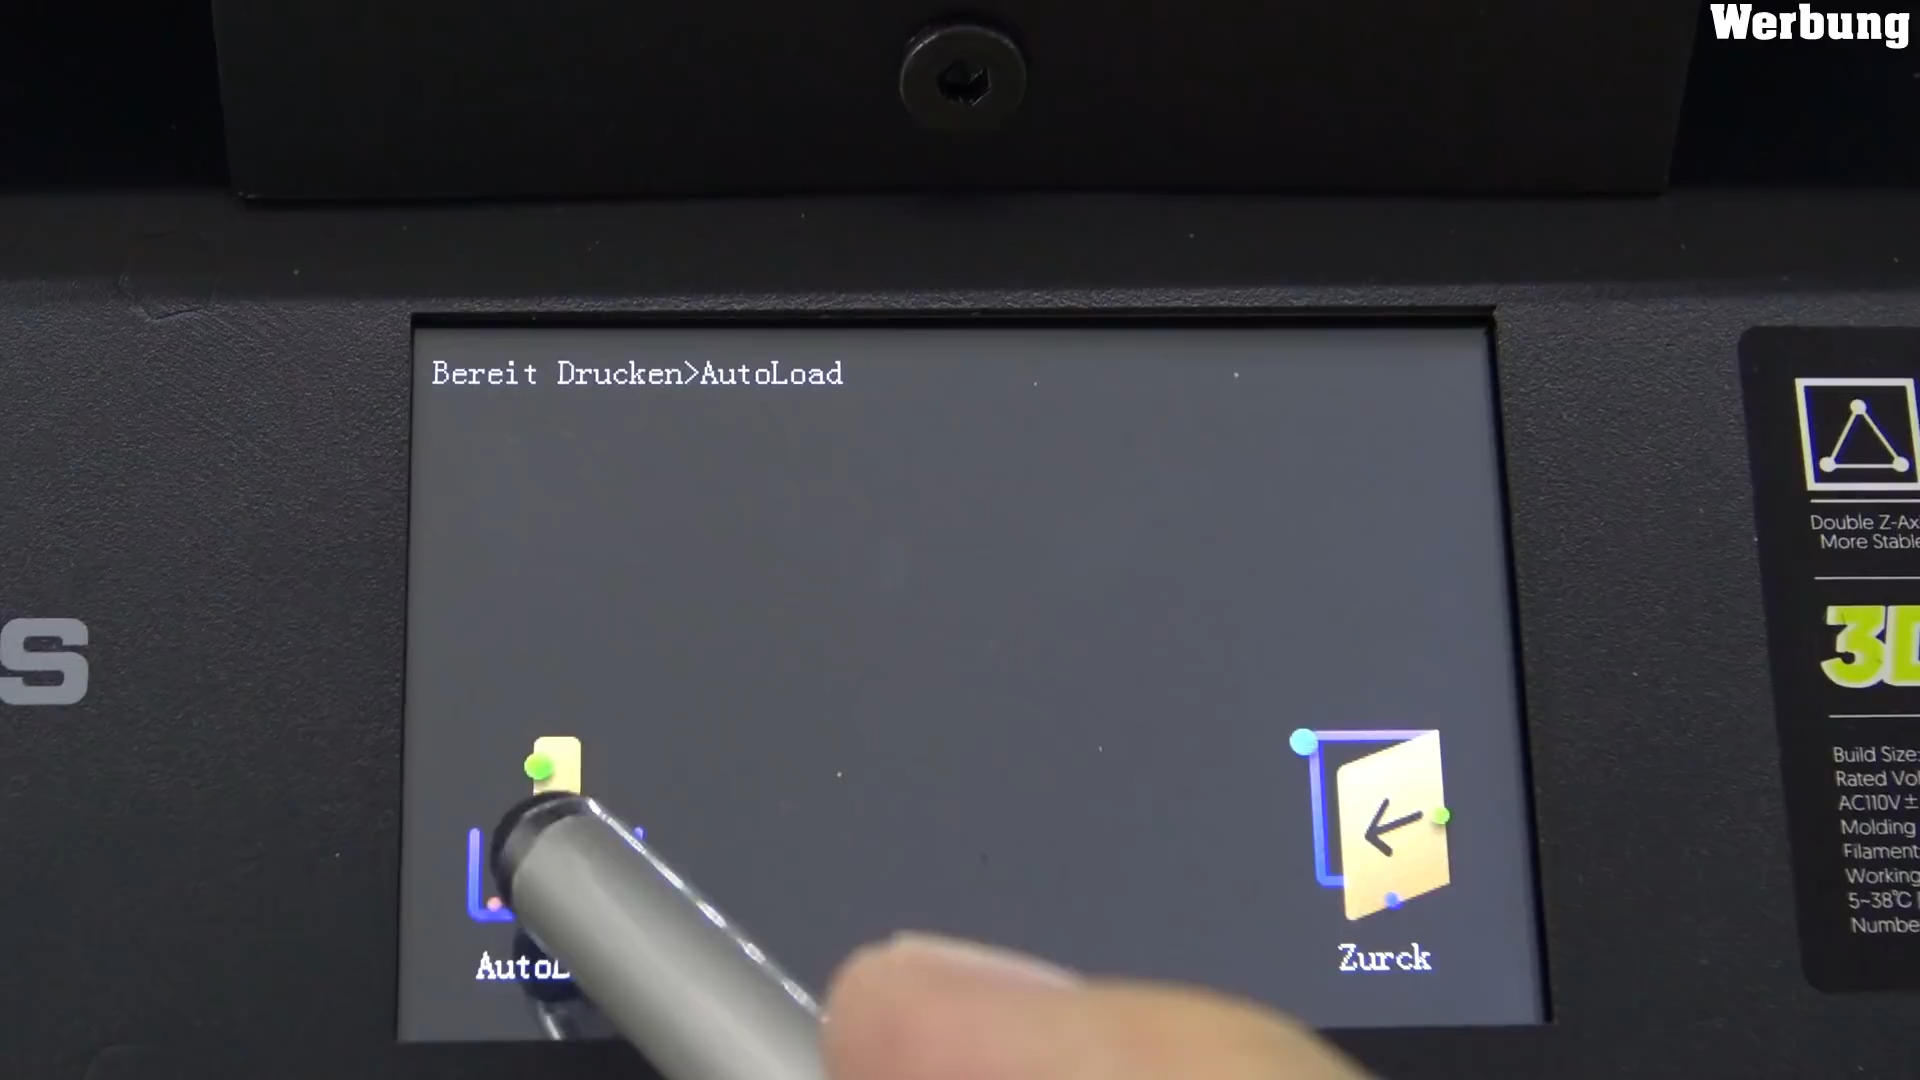 Werbung
Bereit Drucken>AutoLoad
Zurck
S
Double Z-Ax
More Stable
3D
Build Size:
Rated Vol
AC110V±
Molding
Filament
Working
5~38℃
Numbe